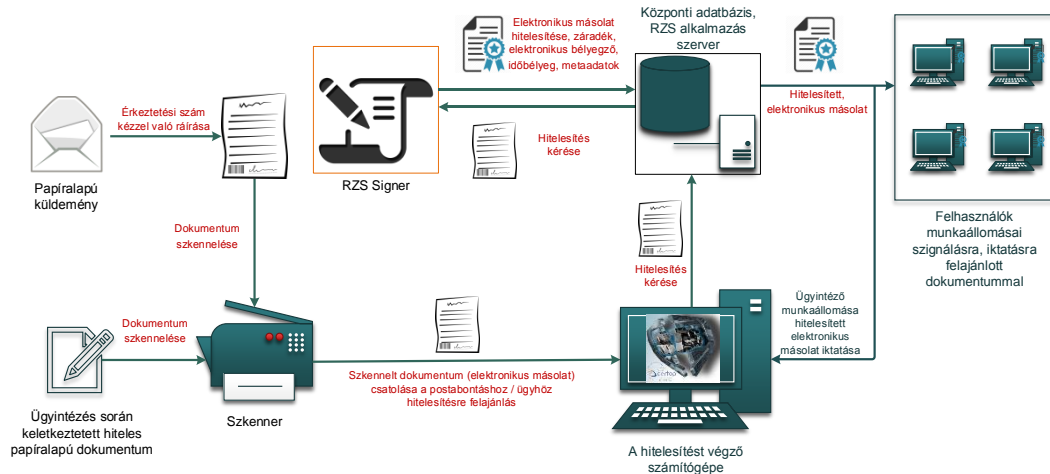 Elektronikus másolat
hitelesítése, záradék,
elektronikus bélyegző,
időbélyeg, metaadatok
Központi adatbázis,
RZS alkalmazás
szerver
Érkeztetési szám
kézzel való ráírása
Hitelesítés
kérése
Hitelesített,
elektronikus másolat
Papíralapú
küldemény
RZS Signer
Dokumentum
szkennelése
Hitelesítés
kérése
Felhasználók
munkaállomásai
szignálásra, iktatásra
felajánlott
dokumentummal
Dokumentum
szkennelése
Ügyintéző
munkaállomása
hitelesített
elektronikus
másolat iktatása
Szkennelt dokumentum (elektronikus másolat)
csatolása a postabontáshoz / ügyhöz
hitelesítésre felajánlás
Ügyintézés során
keletkeztetett hiteles
papíralapú dokumentum
Szkenner
A hitelesítést végző
számítógépe